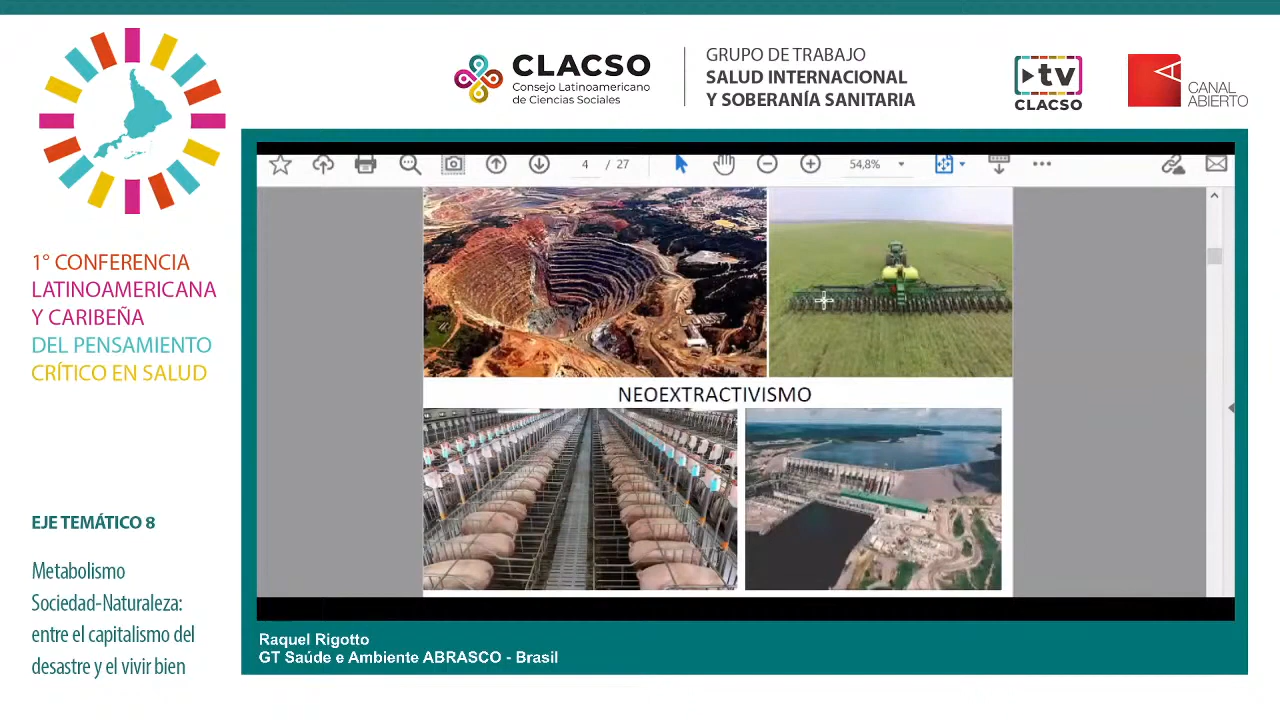 CLACSO
Consejo Latinoamericano
de Ciencias Sociales
GRUPO DE TRABAJO
SALUD INTERNACIONAL
Y SOBERANÍA SANITARIA
tv
CLACSO
CANAL
ABIERTO
1° CONFERENCIA
LATINOAMERICANA
Y CARIBEÑA
DEL PENSAMIENTO
CRÍTICO EN SALUD
EJE TEMÁTICO 8
Metabolismo
Sociedad-Naturaleza:
entre el capitalismo del
desastre y el vivir bien
4 / 27
54,8%
NEOEXTRACTIVISMO
Raquel Rigotto
GT Saúde e Ambiente ABRASCO - Brasil